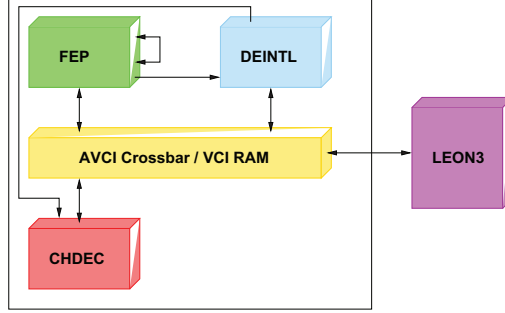 FEP
DEINTL
AVCI Crossbar / VCI RAM
LEON3
CHDEC